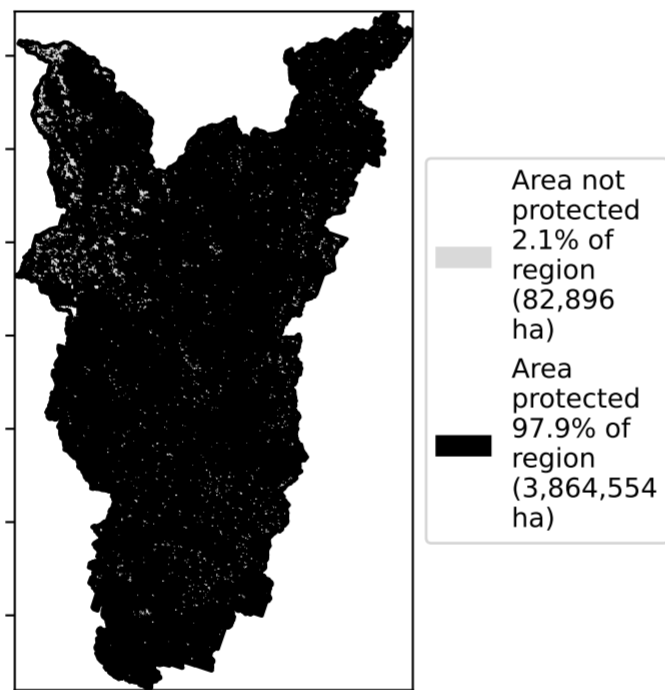 Area not
protected
2.1% of
region
(82,896
ha)
Area
protected
97.9% of
region
(3,864,554
ha)